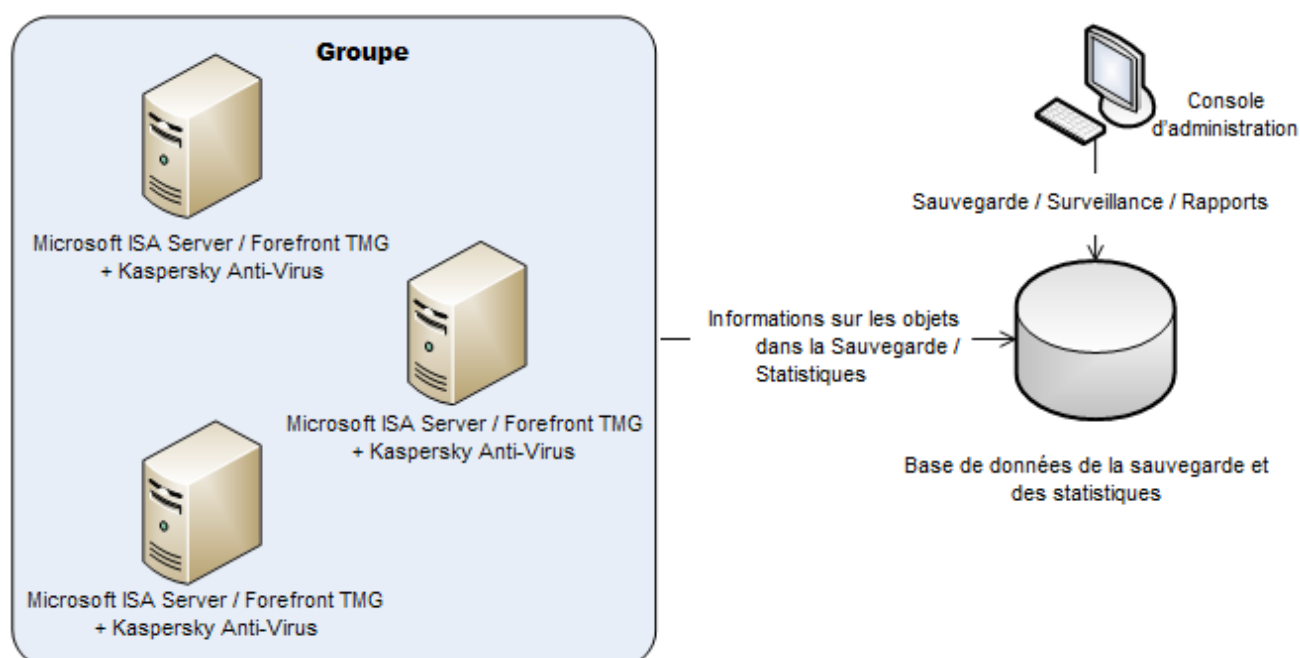 Groupe
Microsoft ISA Server / Forefront TMG
+ Kaspersky Anti-Virus
Microsoft ISA Server / Forefront TMG
+ Kaspersky Anti-Virus
Microsoft ISA Server / Forefront TMG
+ Kaspersky Anti-Virus
Informations sur les objets
dans la Sauvegarde /
Statistiques
Console
d'administration
Sauvegarde / Surveillance / Rapports
Base de données de la sauvegarde et
des statistiques